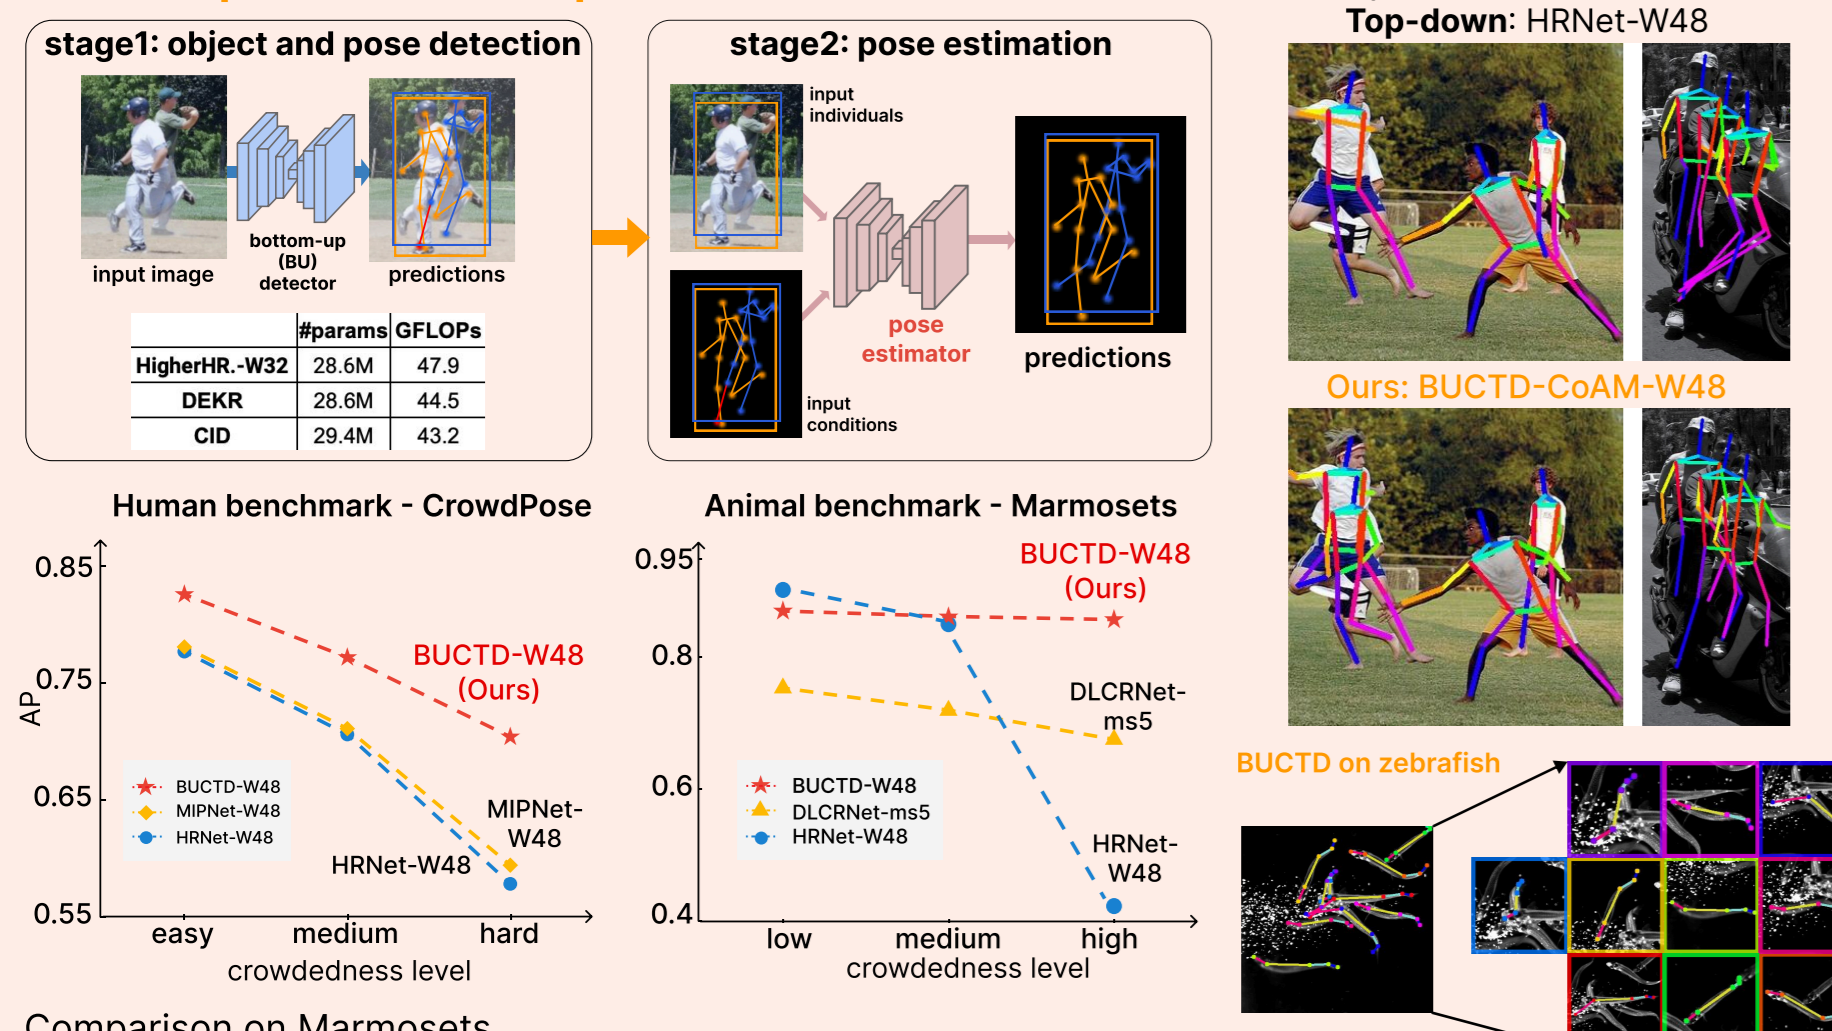 stage1: object and pose detection
input image
bottom-up
(BU)
detector
predictions
#params GFLOPs
HigherHR.-W32 28.6M 47.9
DEKR 28.6M 44.5
CID 29.4M 43.2
stage2: pose estimation
input
individuals
input
conditions
pose
estimator
predictions
Top-down: HRNet-W48
Ours: BUCTD-CoAM-W48
Human benchmark - CrowdPose
0.85
0.75
0.65
0.55
AP
BUCTD-W48
(Ours)
MIPNet-
W48
HRNet-W48
BUCTD-W48
MIPNet-W48
HRNet-W48
easy medium hard
crowdedness level
Animal benchmark - Marmosets
0.95
0.8
0.6
0.4
BUCTD-W48
(Ours)
DLCRNet-
ms5
HRNet-
W48
BUCTD-W48
DLCRNet-ms5
HRNet-W48
low medium high
crowdedness level
BUCTD on zebrafish
Comparison on Marmosets